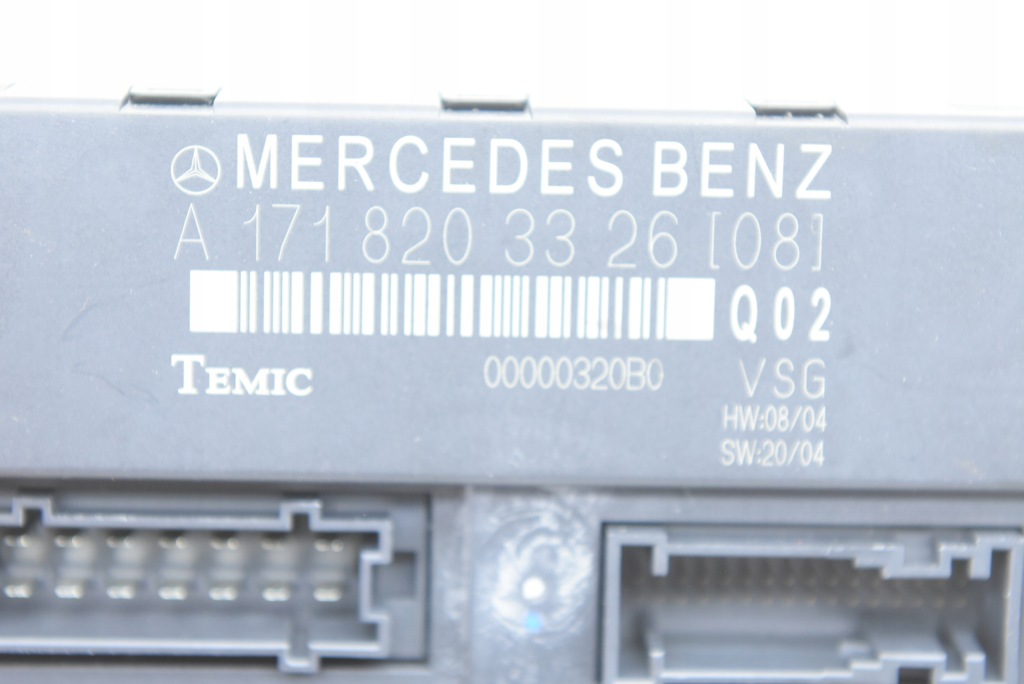 MERCEDES BENZ
A 171 820 33 26 [08]
Q02
TEMIC 00000320B0 VSG
HW:08/04
SW:20/04